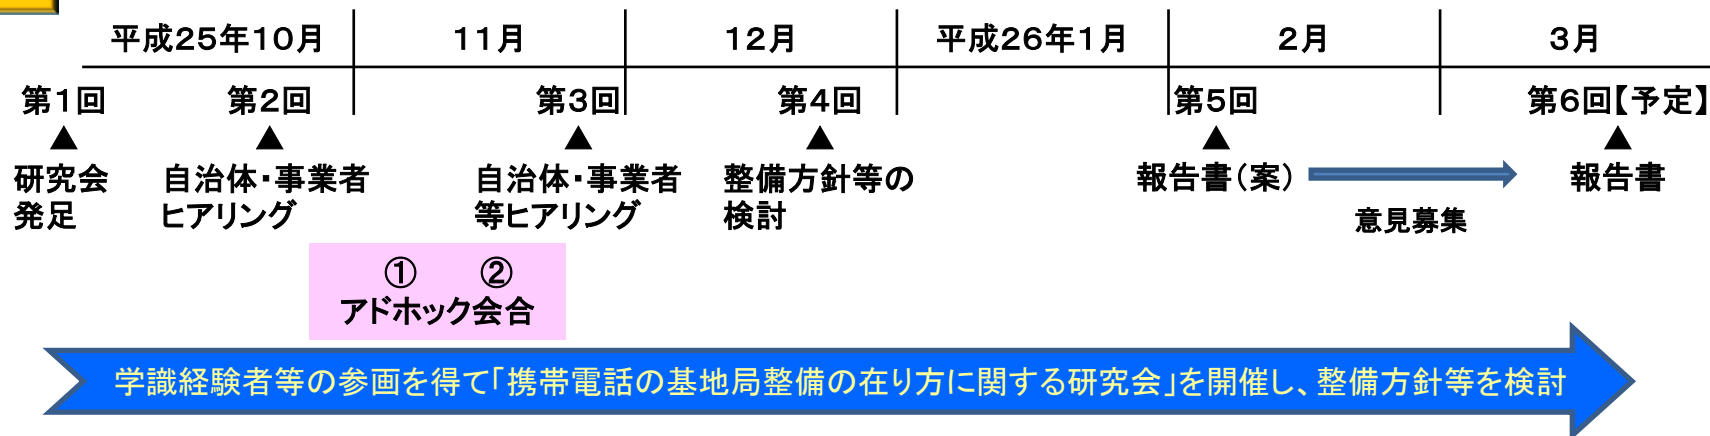 平成25年10月 11月 12月 平成26年1月 2月 3月
第1回 第2回 第3回 第4回 第5回 第6回【予定】
▲ ▲ ▲ ▲ ▲ ▲
研究会 自治体・事業者 自治体・事業者 整備方針等の 報告書(案) 報告書
発足 ヒアリング 等ヒアリング 検討 意見募集
① ②
アドホック会合
学識経験者等の参画を得て「携帯電話の基地局整備の在り方に関する研究会」を開催し、整備方針等を検討